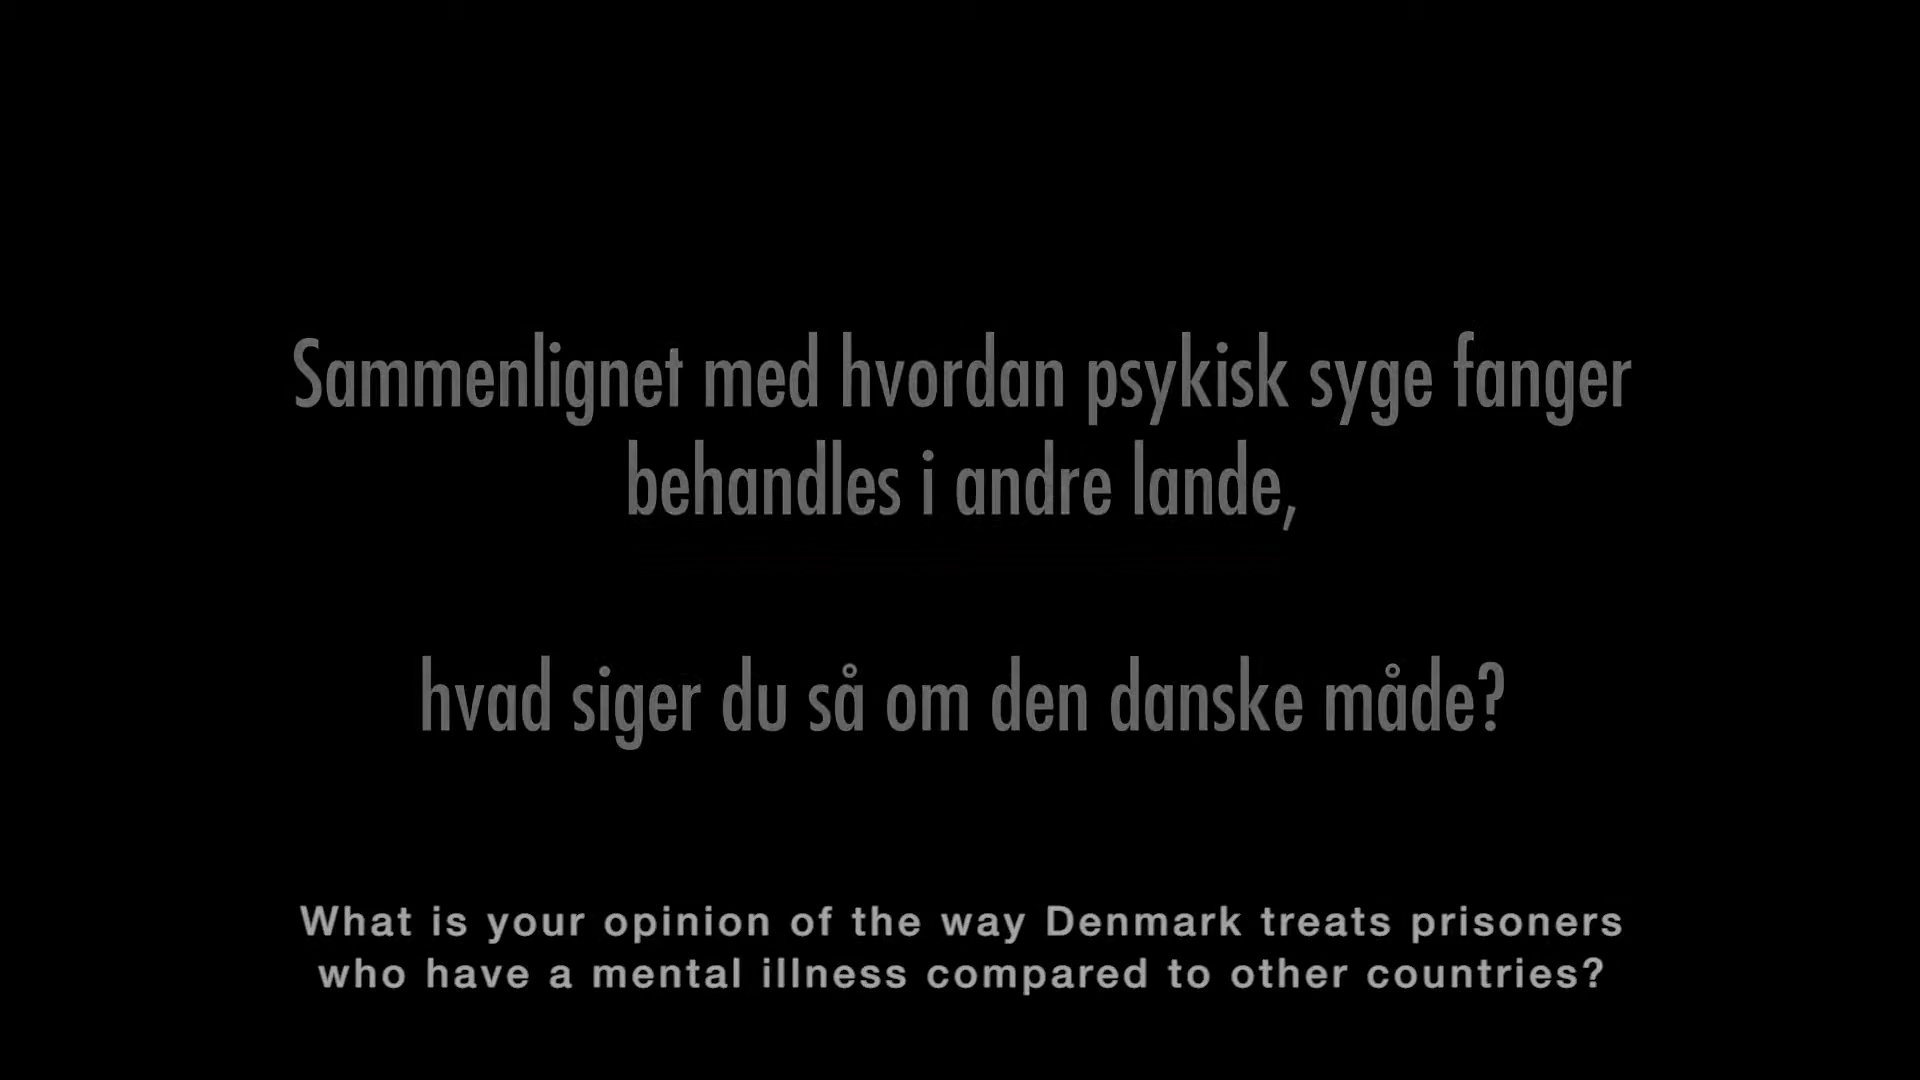 Sammenlignet med hvordan psykisk syge fanger
behandles i andre lande,
hvad siger du så om den danske måde?
What is your opinion of the way Denmark treats prisoners
who have a mental illness compared to other countries?